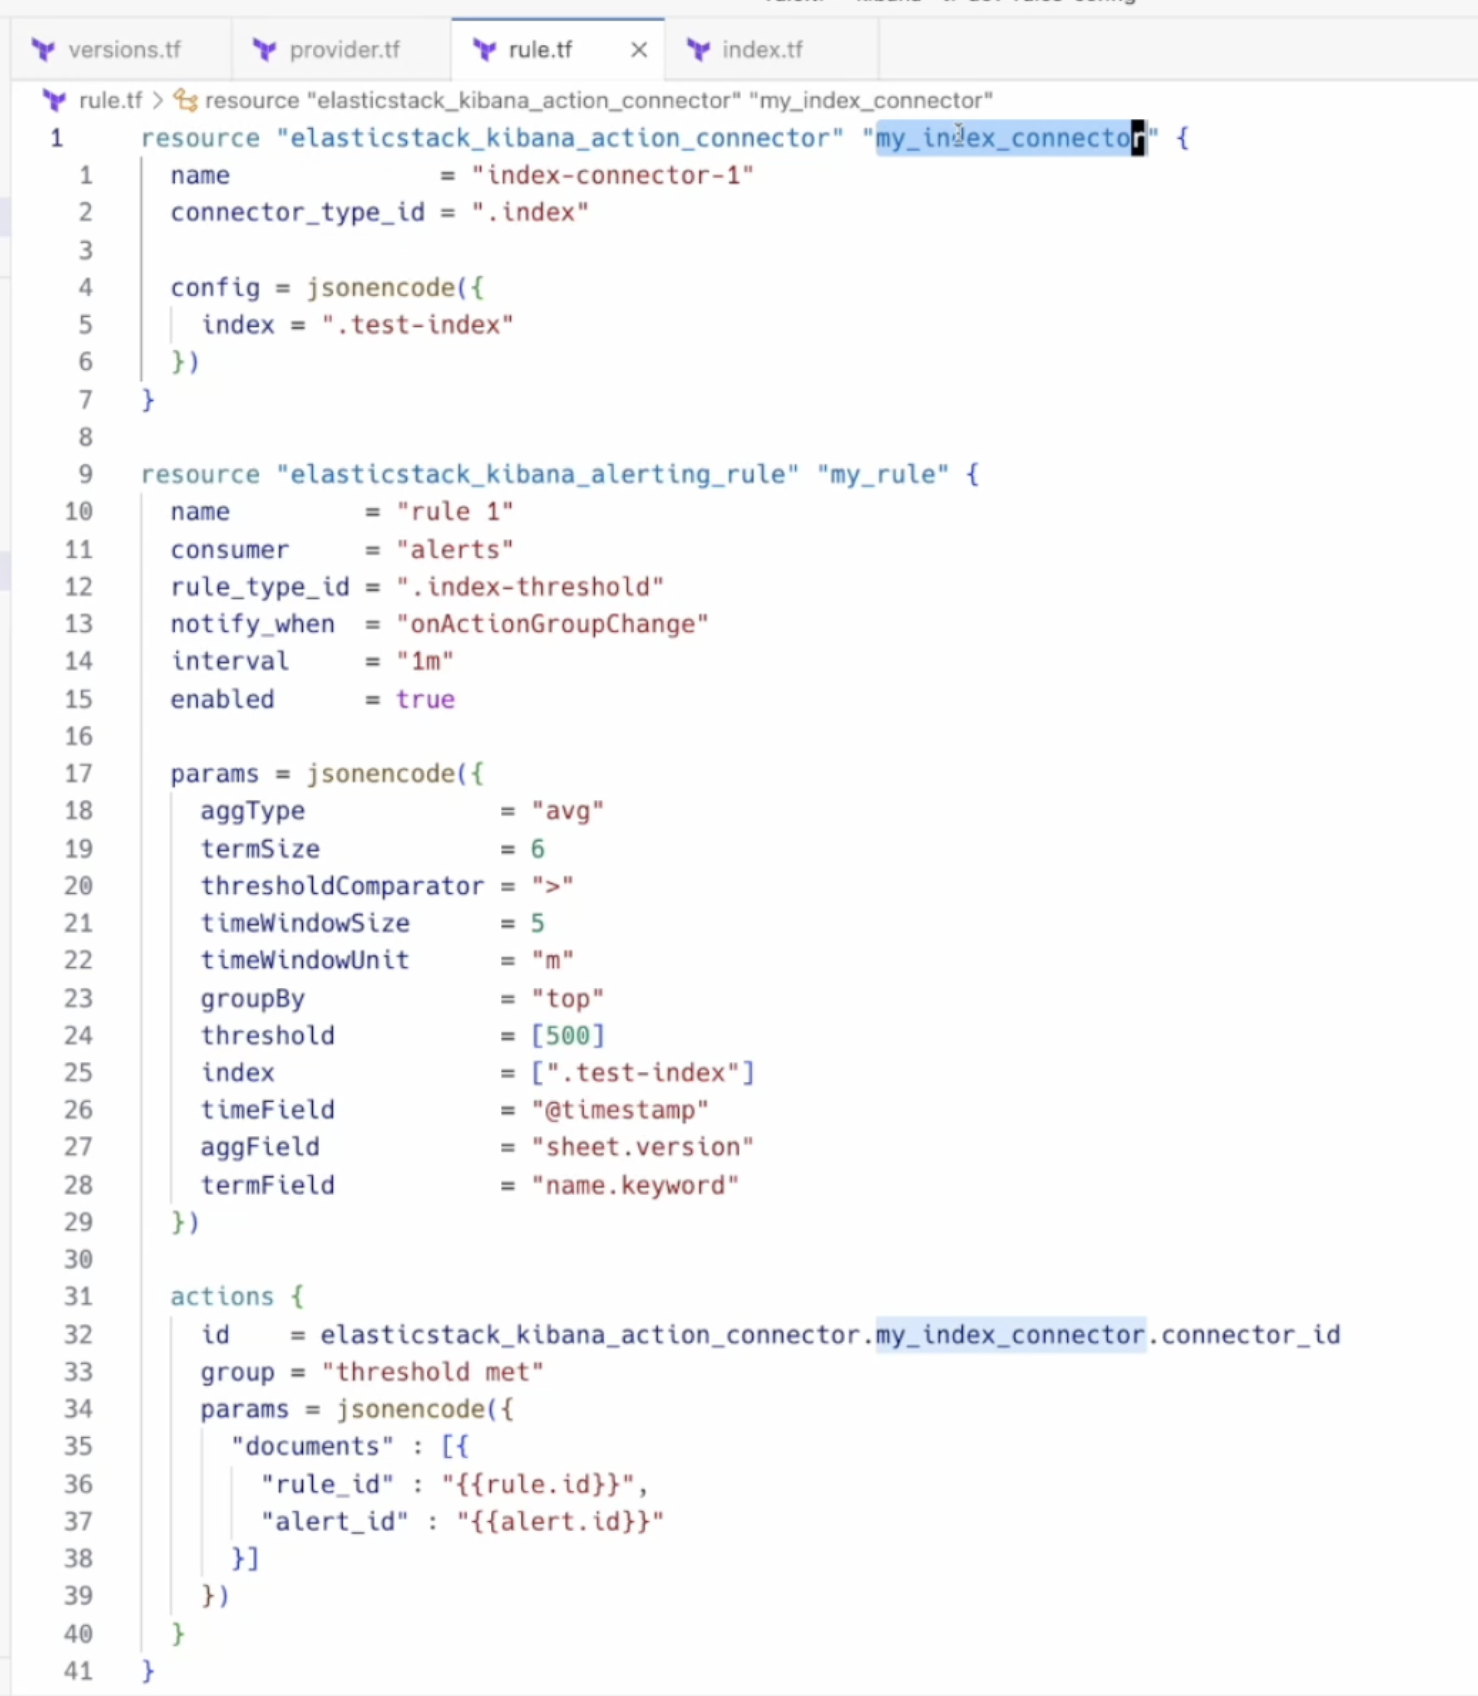 versions.tf provider.tf rule.tf index.tf
rule.tf > resource "elasticstack_kibana_action_connector" "my_index_connector"
1 resource "elasticstack_kibana_action_connector" "my_index_connector" {
1 name = "index-connector-1"
2 connector_type_id = ".index"
3
4 config = jsonencode({
5 index = ".test-index"
6 })
7 }
8
9 resource "elasticstack_kibana_alerting_rule" "my_rule" {
10 name = "rule 1"
11 consumer = "alerts"
12 rule_type_id = ".index-threshold"
13 notify_when = "onActionGroupChange"
14 interval = "1m"
15 enabled = true
16
17 params = jsonencode({
18 aggType = "avg"
19 termSize = 6
20 thresholdComparator = ">"
21 timeWindowSize = 5
22 timeWindowUnit = "m"
23 groupBy = "top"
24 threshold = [500]
25 index = [".test-index"]
26 timeField = "@timestamp"
27 aggField = "sheet.version"
28 termField = "name.keyword"
29 })
30
31 actions {
32 id = elasticstack_kibana_action_connector.my_index_connector.connector_id
33 group = "threshold met"
34 params = jsonencode({
35 "documents" : [{
36 "rule_id" : "{{rule.id}}",
37 "alert_id" : "{{alert.id}}"
38 }]
39 })
40 }
41 }